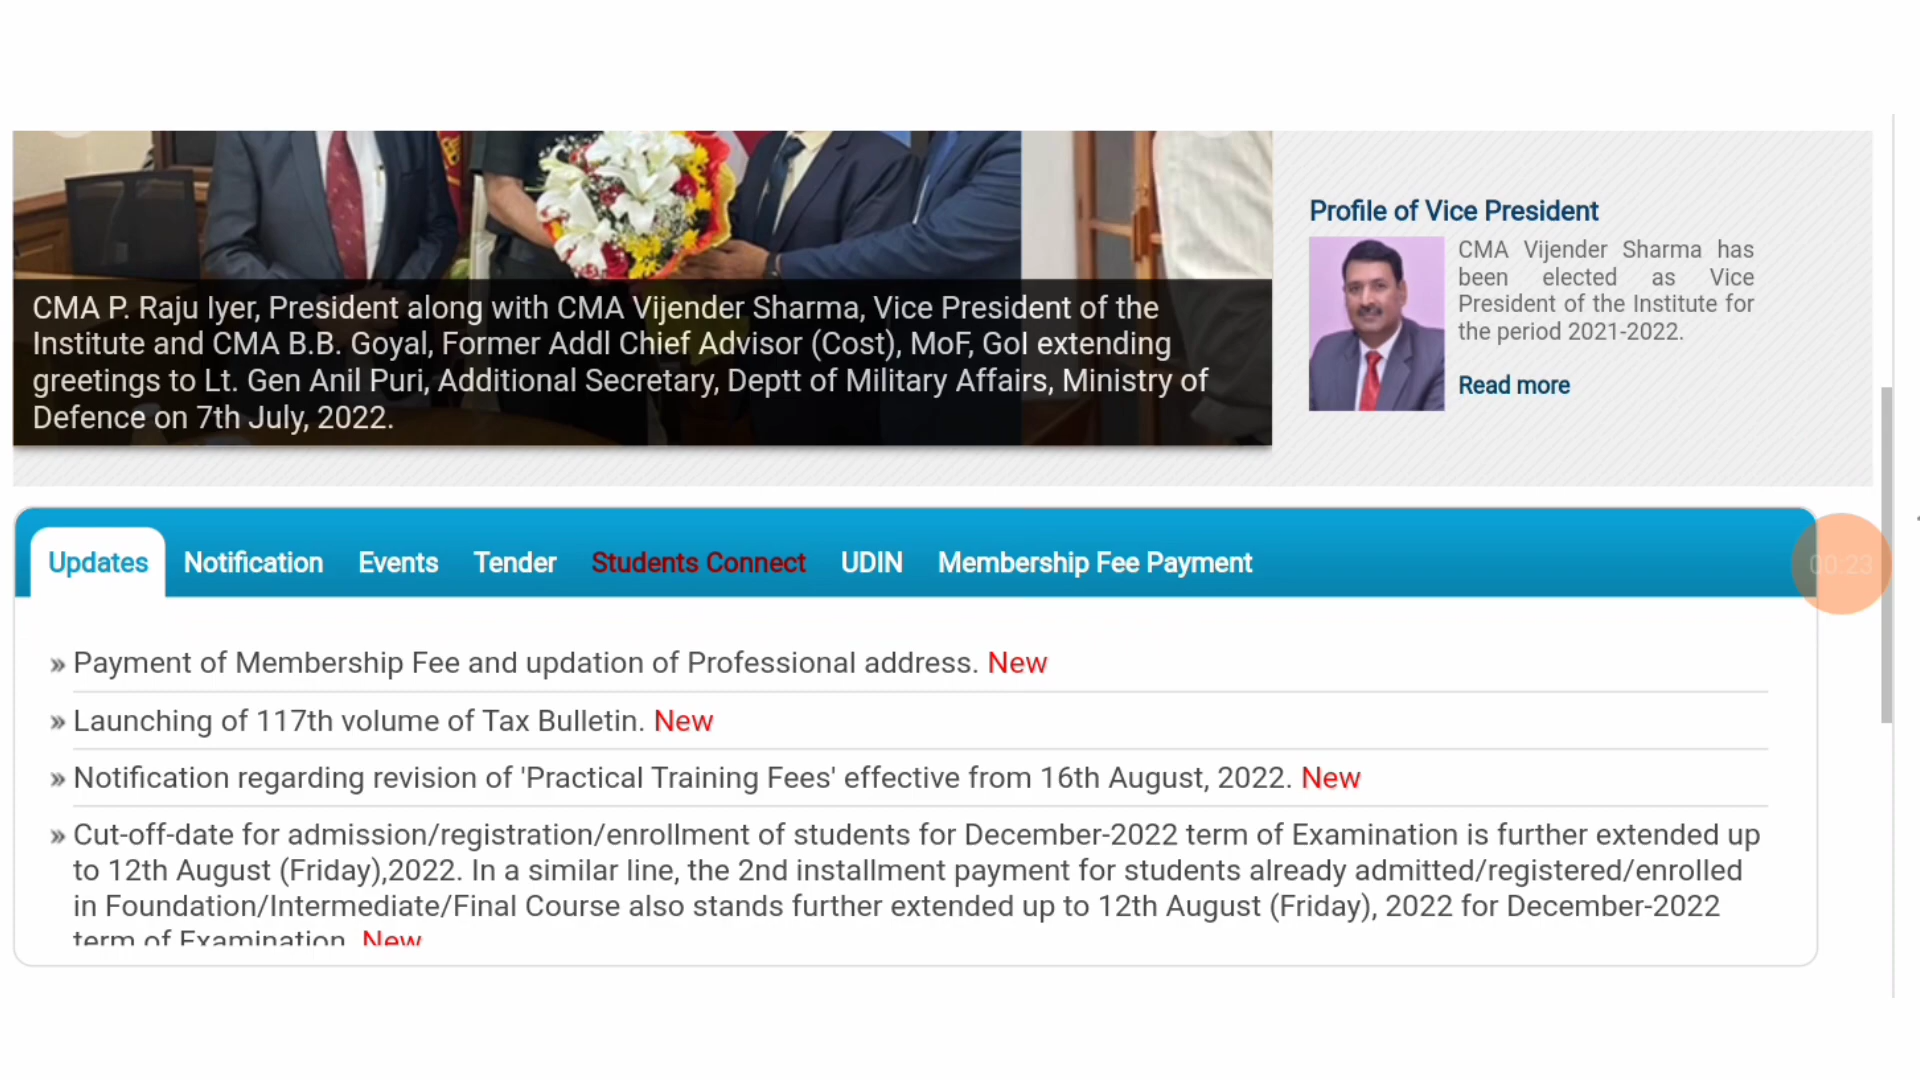 Profile of Vice President
CMA Vijender Sharma has
been elected as Vice
President of the Institute for
the period 2021-2022.
Read more
CMA P. Raju Iyer, President along with CMA Vijender Sharma, Vice President of the
Institute and CMA B.B. Goyal, Former Addl Chief Advisor (Cost), MoF, GoI extending
greetings to Lt. Gen Anil Puri, Additional Secretary, Deptt of Military Affairs, Ministry of
Defence on 7th July, 2022.
Updates Notification Events Tender Students Connect UDIN Membership Fee Payment
00:23
» Payment of Membership Fee and updation of Professional address. New
» Launching of 117th volume of Tax Bulletin. New
» Notification regarding revision of 'Practical Training Fees' effective from 16th August, 2022. New
» Cut-off-date for admission/registration/enrollment of students for December-2022 term of Examination is further extended up
to 12th August (Friday),2022. In a similar line, the 2nd installment payment for students already admitted/registered/enrolled
in Foundation/Intermediate/Final Course also stands further extended up to 12th August (Friday), 2022 for December-2022
term of Examination. New